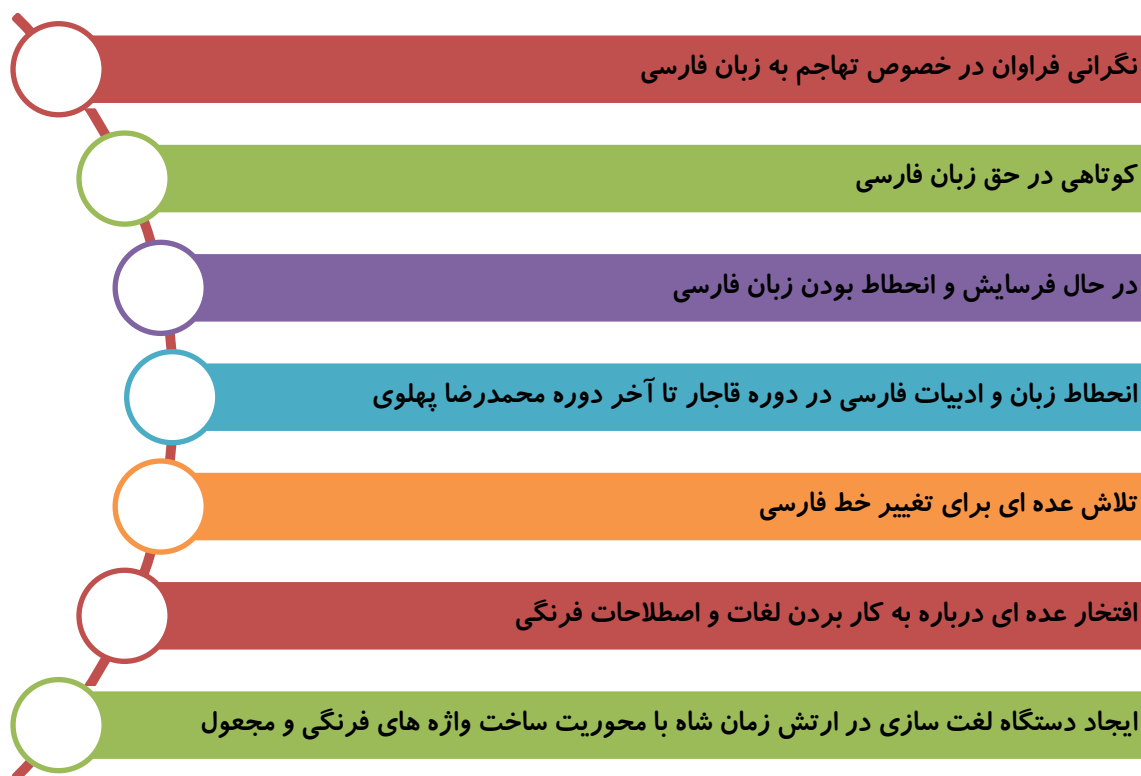 نگرانی فراوان در خصوص تهاجم به زبان فارسی
کوتاهی در حق زبان فارسی
در حال فرسایش و انحطاط بودن زبان فارسی
انحطاط زبان و ادبیات فارسی در دوره قاجار تا آخر دوره محمدرضا پهلوی
تلاش عده ای برای تغییر خط فارسی
افتخار عده ای درباره به کار بردن لغات و اصطلاحات فرنگی
ایجاد دستگاه لغت سازی در ارتش زمان شاه با محوریت ساخت واژه های فرنگی و مجعول